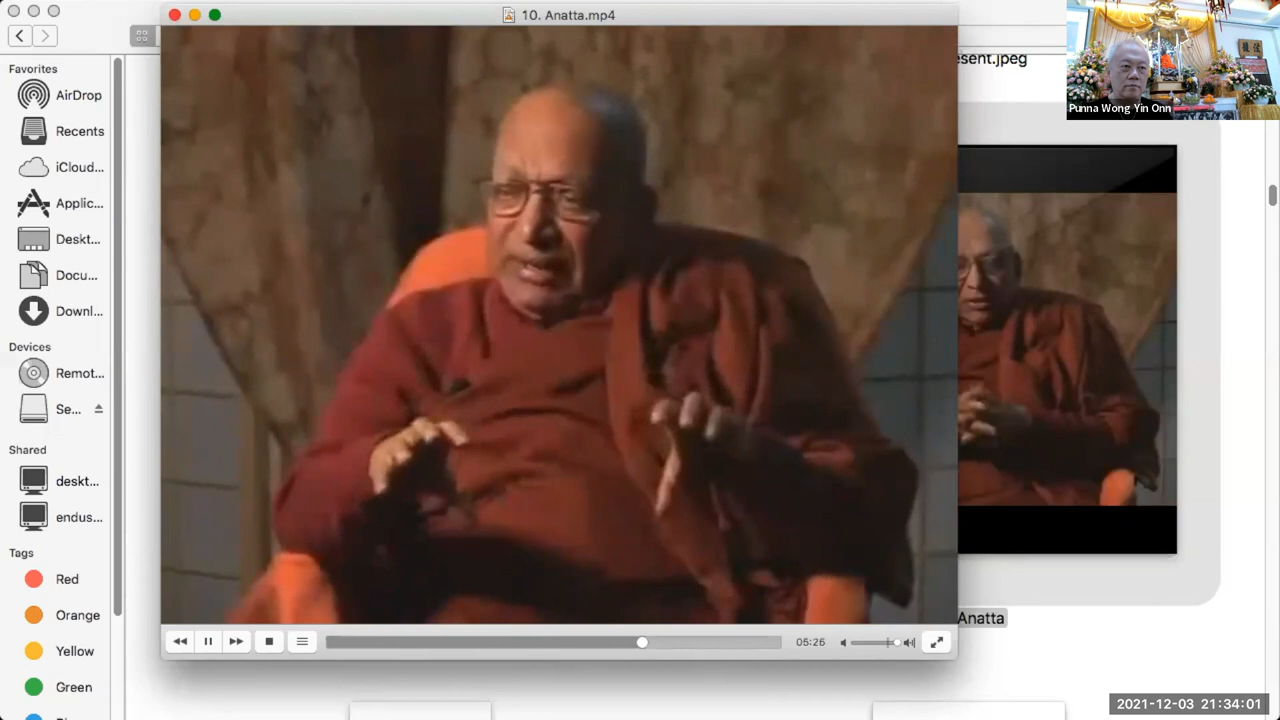 10. Anatta.mp4
Favorites
AirDrop
Recents
iCloud...
Applic...
Deskt...
Docu...
Downl...
Devices
Remot...
Se...
Shared
deskt...
endus...
Tags
Red
Orange
Yellow
Green
esent.jpeg
Punna Wong Yin Onn
Anatta
05:26
2021-12-03 21:34:01